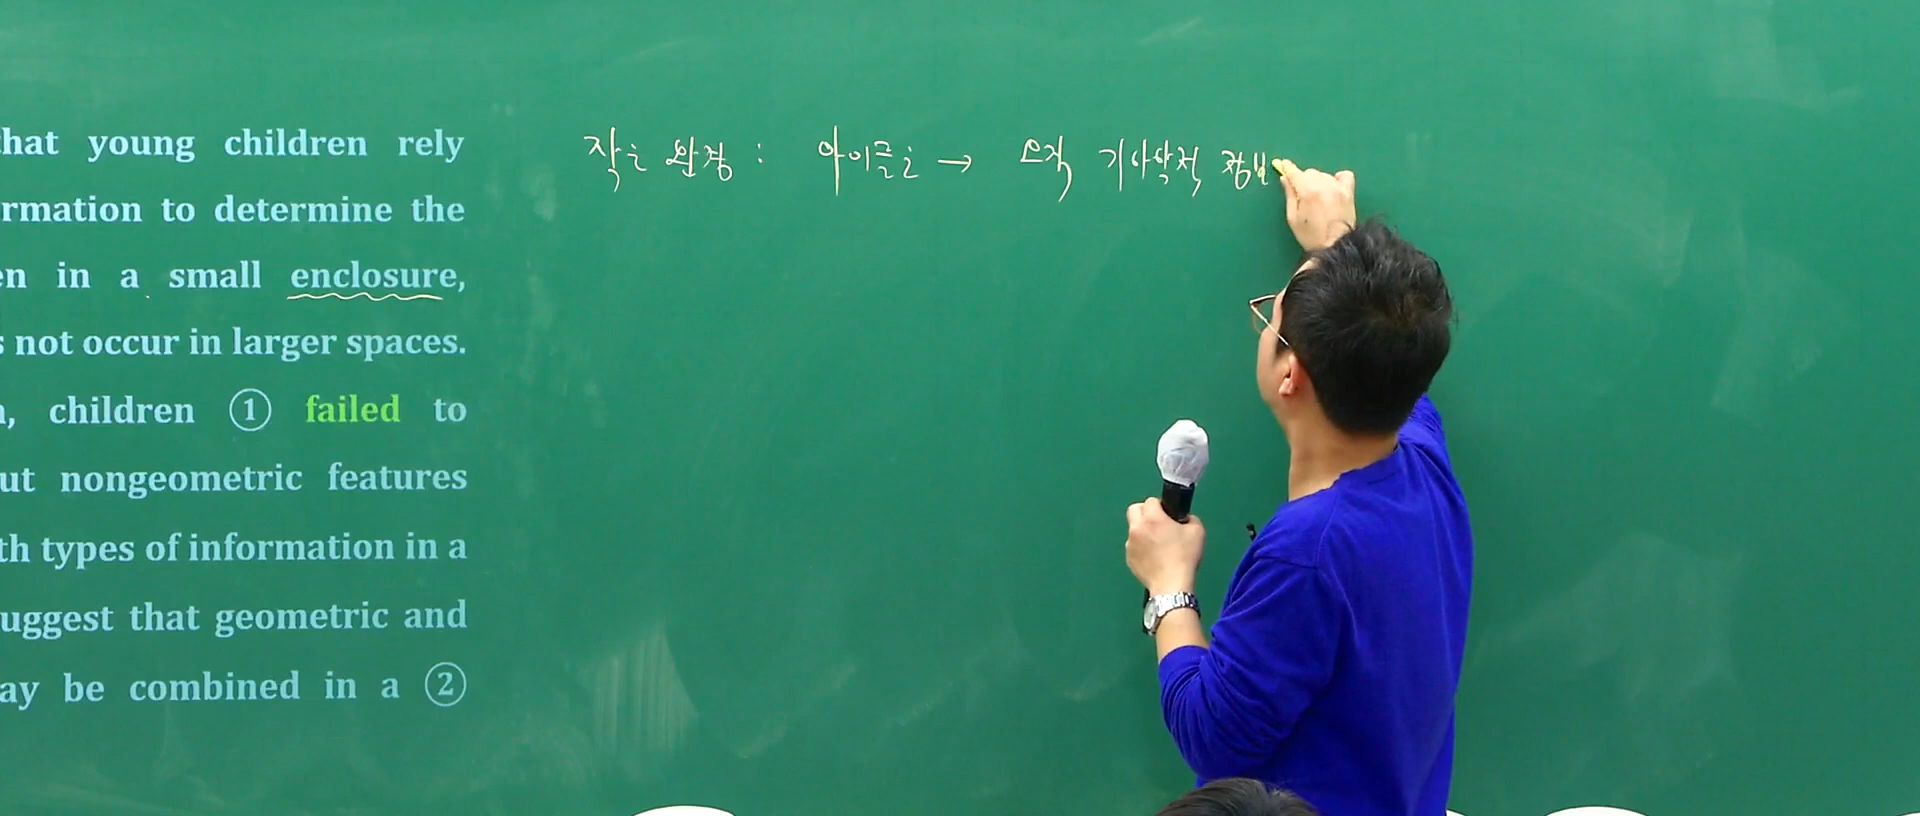 hat young children rely
rmation to determine the
en in a small enclosure,
s not occur in larger spaces.
, children ① failed to
ut nongeometric features
th types of information in a
uggest that geometric and
ay be combined in a ②
작은 환경 : 아이들은 → 오직 기하학적 정보